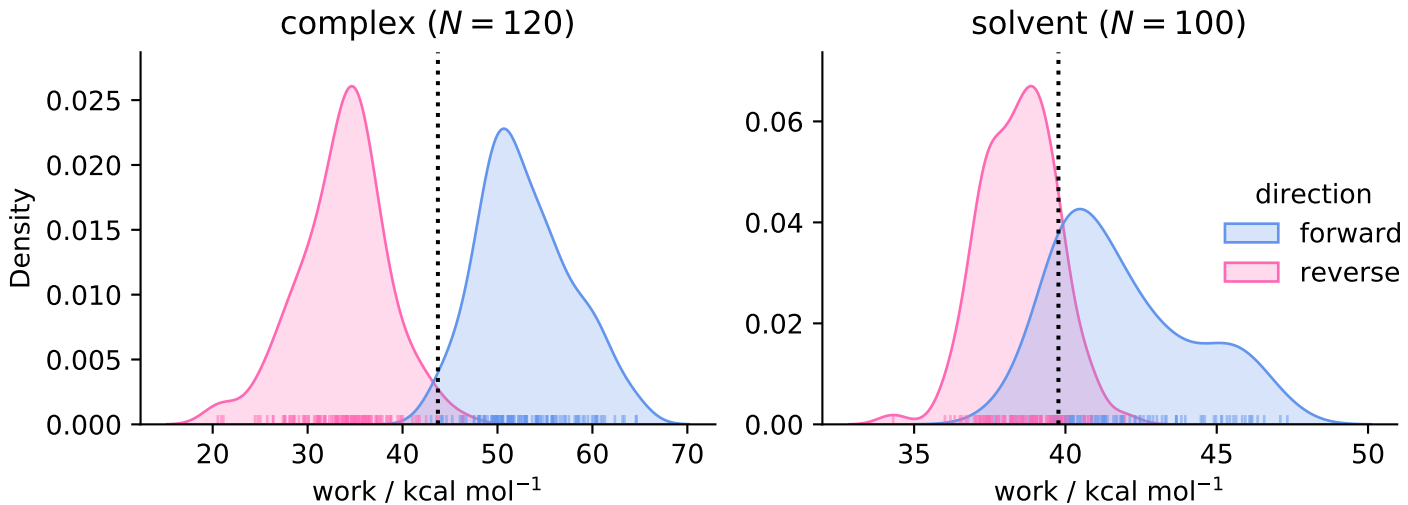 complex (N = 120)
Density
0.025
0.020
0.015
0.010
0.005
0.000
20 30 40 50 60 70
work / kcal mol⁻¹
solvent (N = 100)
0.06
0.04
0.02
0.00
35 40 45 50
work / kcal mol⁻¹
direction
forward
reverse